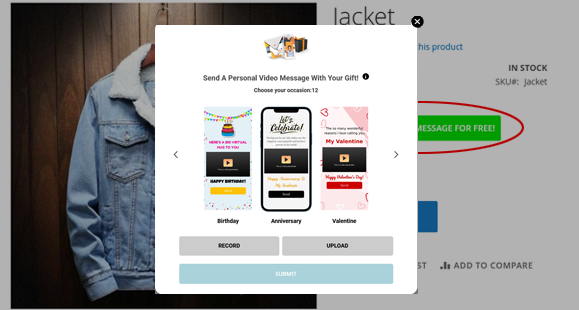 Jacket
his product
IN STOCK
SKU#: Jacket
MESSAGE FOR FREE!
Send A Personal Video Message With Your Gift!
Choose your occasion:12
HERE'S A BIG VIRTUAL
HUG TO YOU
HAPPY BIRTHDAY!
Let's
Celebrate!
Happy Anniversary To
My Soulmate
Send
The so many wonderful
reasons I love calling you
My Valentine
Happy Valentine's Day!
Birthday
Anniversary
Valentine
RECORD
UPLOAD
SUBMIT
ST
ADD TO COMPARE